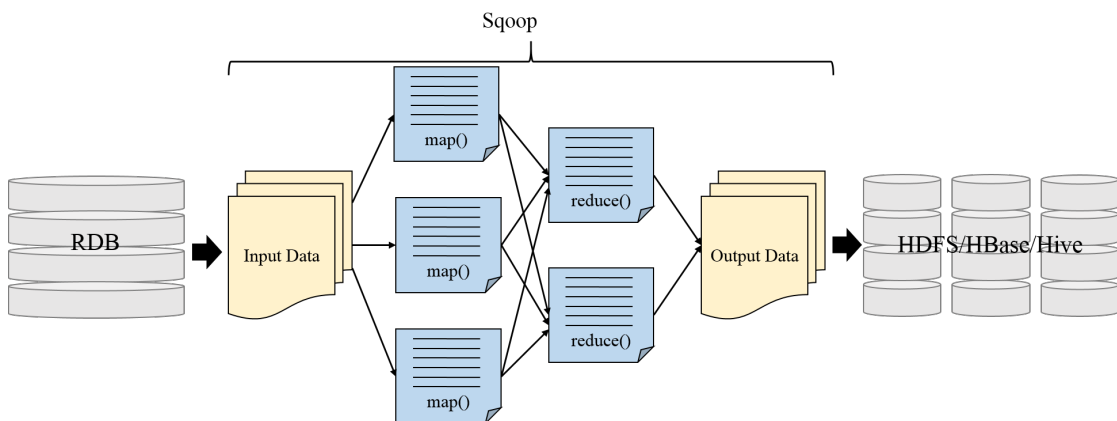 Sqoop
RDB
Input Data
map()
map()
map()
reduce()
reduce()
Output Data
HDFS/HBase/Hive